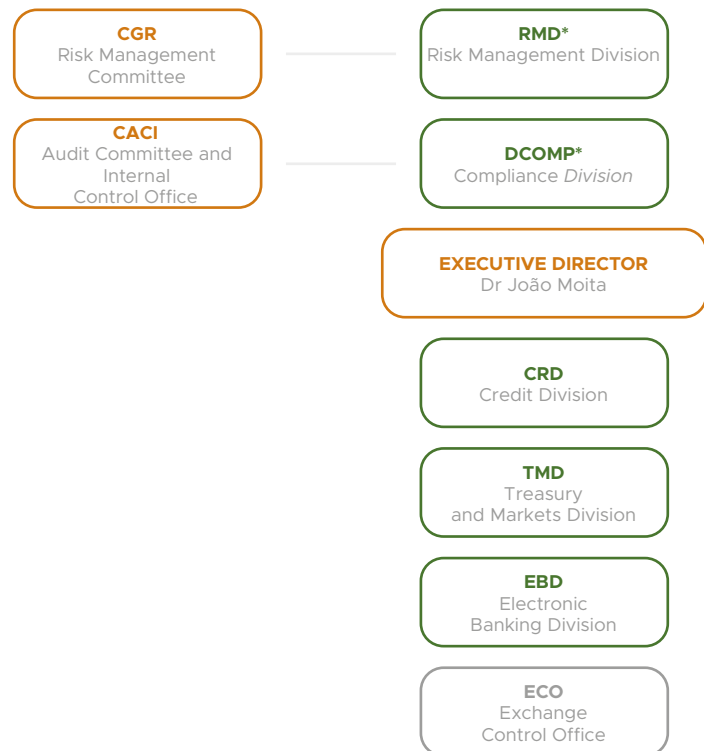 CGR
Risk Management
Committee
RMD*
Risk Management Division
CACI
Audit Committee and
Internal
Control Office
DCOMP*
Compliance Division
EXECUTIVE DIRECTOR
Dr João Moita
CRD
Credit Division
TMD
Treasury
and Markets Division
EBD
Electronic
Banking Division
ECO
Exchange
Control Office